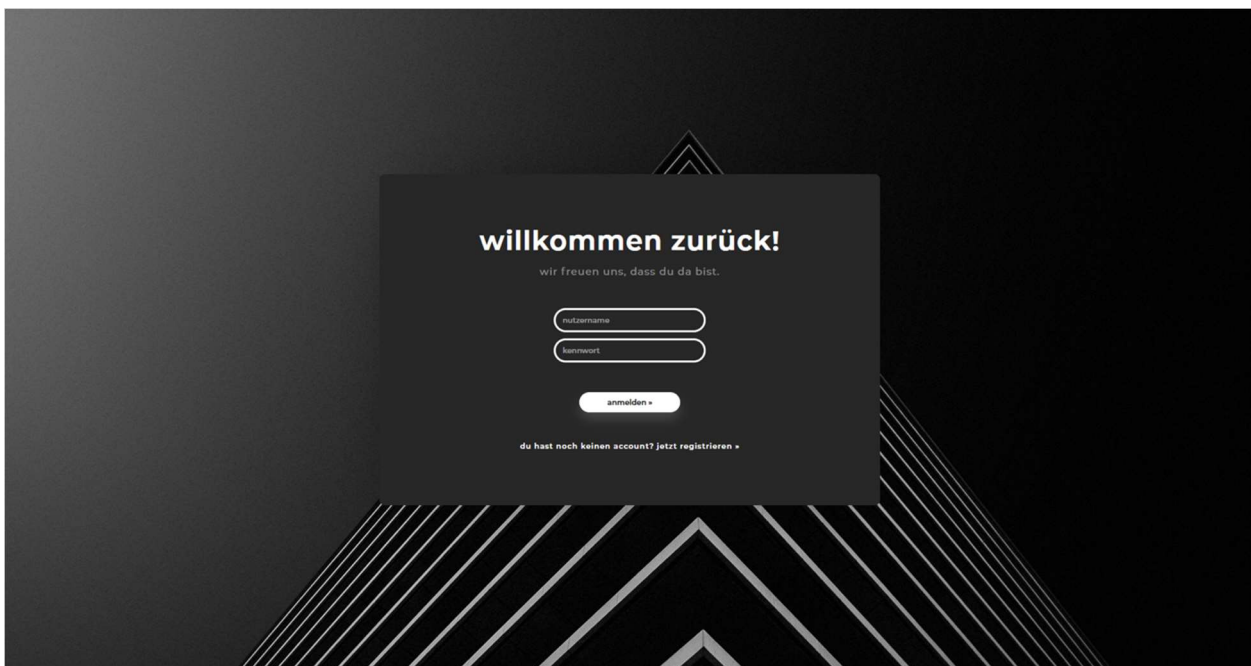 willkommen zurück!
wir freuen uns, dass du da bist.
nutzername
kennwort
anmelden »
du hast noch keinen account? jetzt registrieren »